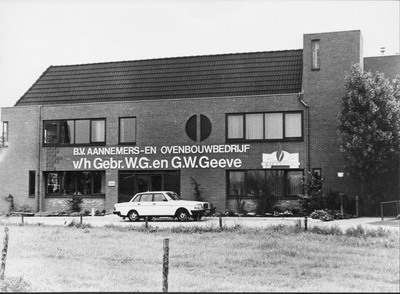 B.V. AANNEMERS- EN OVENBOUWBEDRIJF
v/h Gebr. W.G. en G.W. Geeve